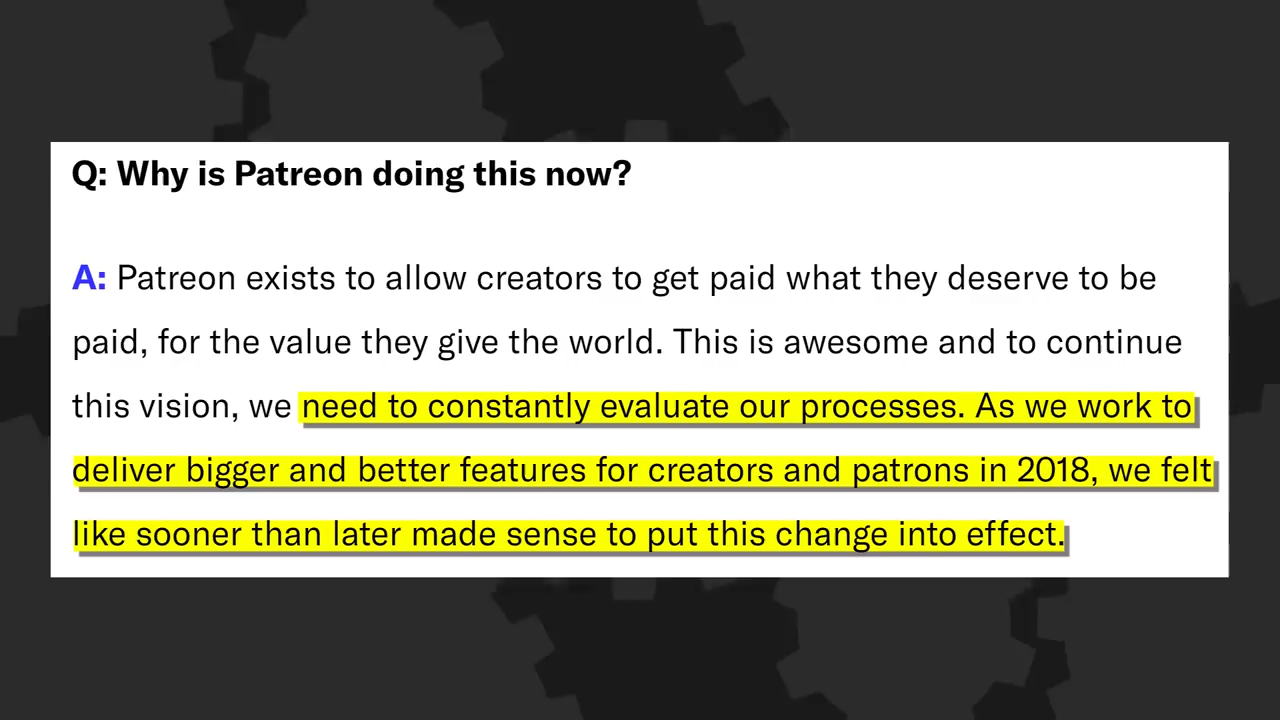 Q: Why is Patreon doing this now?
A: Patreon exists to allow creators to get paid what they deserve to be
paid, for the value they give the world. This is awesome and to continue
this vision, we need to constantly evaluate our processes. As we work to
deliver bigger and better features for creators and patrons in 2018, we felt
like sooner than later made sense to put this change into effect.